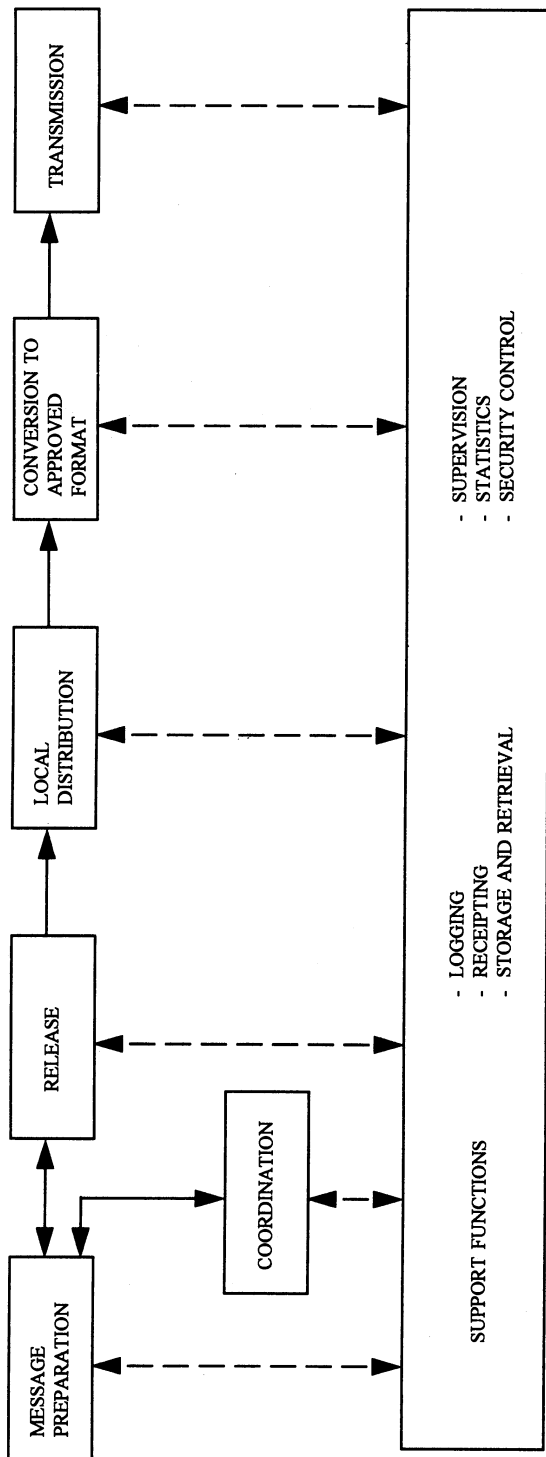 MESSAGE
PREPARATION
RELEASE
LOCAL
DISTRIBUTION
CONVERSION TO
APPROVED
FORMAT
TRANSMISSION
COORDINATION
SUPPORT FUNCTIONS
- LOGGING
- RECEIPTING
- STORAGE AND RETRIEVAL
- SUPERVISION
- STATISTICS
- SECURITY CONTROL